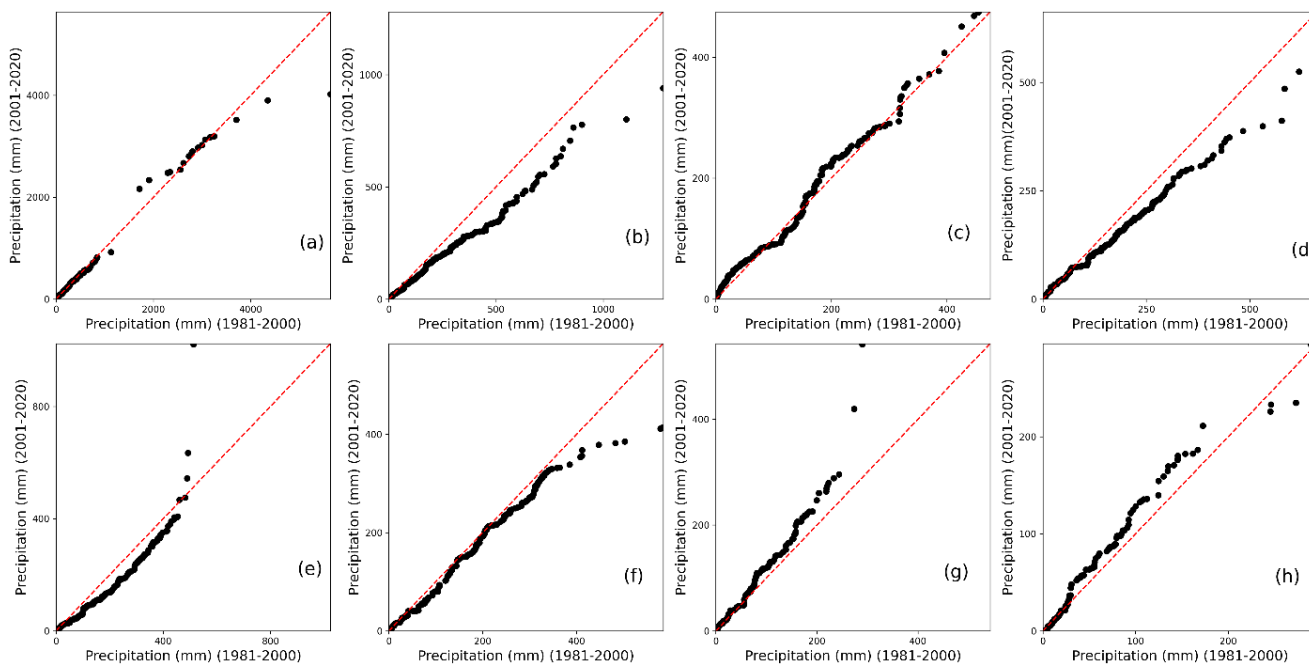 4000
2000
0
Precipitation (mm) (2001-2020)
(a)
0 2000 4000
Precipitation (mm) (1981-2000)
1000
500
0
Precipitation (mm) (2001-2020)
(b)
0 500 1000
Precipitation (mm) (1981-2000)
400
200
0
Precipitation (mm) (2001-2020)
(c)
0 200 400
Precipitation (mm) (1981-2000)
500
250
0
Precipitation (mm)(2001-2020)
(d
0 250 500
Precipitation (mm) (1981-2000)
800
400
0
Precipitation (mm) (2001-2020)
(e)
0 400 800
Precipitation (mm) (1981-2000)
400
200
0
Precipitation (mm) (2001-2020)
(f)
0 200 400
Precipitation (mm) (1981-2000)
400
200
0
Precipitation (mm) (2001-2020)
(g)
0 200 400
Precipitation (mm) (1981-2000)
200
100
0
Precipitation (mm) (2001-2020)
(h)
0 100 200
Precipitation (mm) (1981-2000)